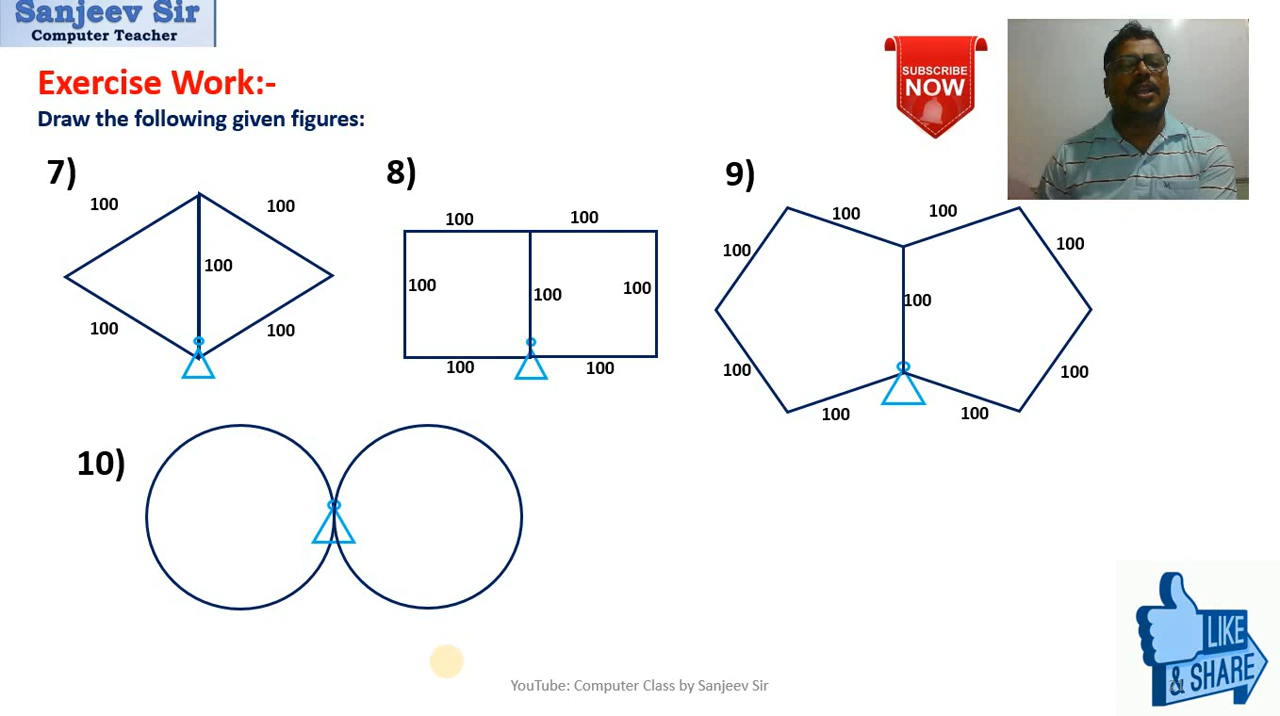 Sanjeev Sir
Computer Teacher
SUBSCRIBE
NOW
Exercise Work:-
Draw the following given figures:
7)
100
100
100
100
100
8)
100
100
100
100
100
100
100
9)
100
100
100
100
100
100
100
100
100
10)
LIKE
& SHARE
YouTube: Computer Class by Sanjeev Sir